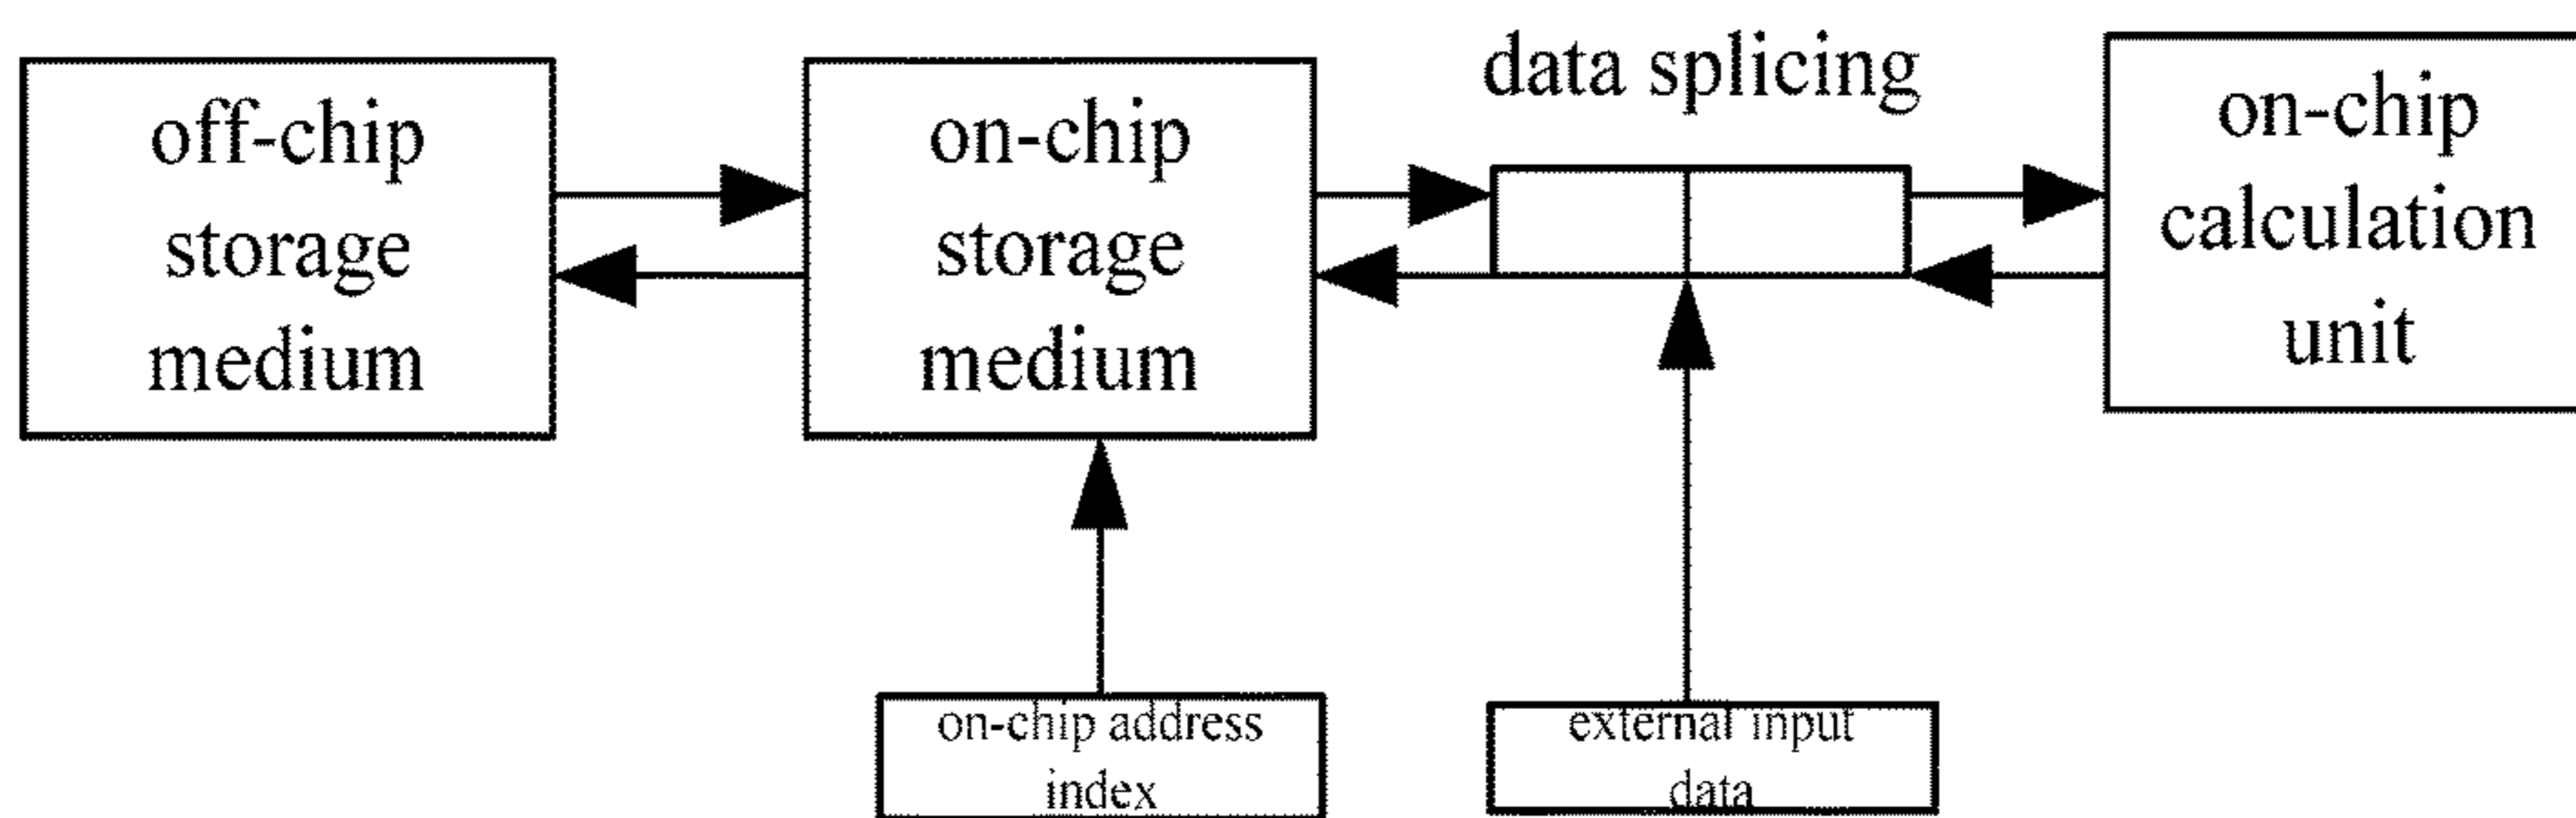 off-chip
storage
medium
on-chip
storage
medium
data splicing
on-chip
calculation
unit
on-chip address
index
external input
data